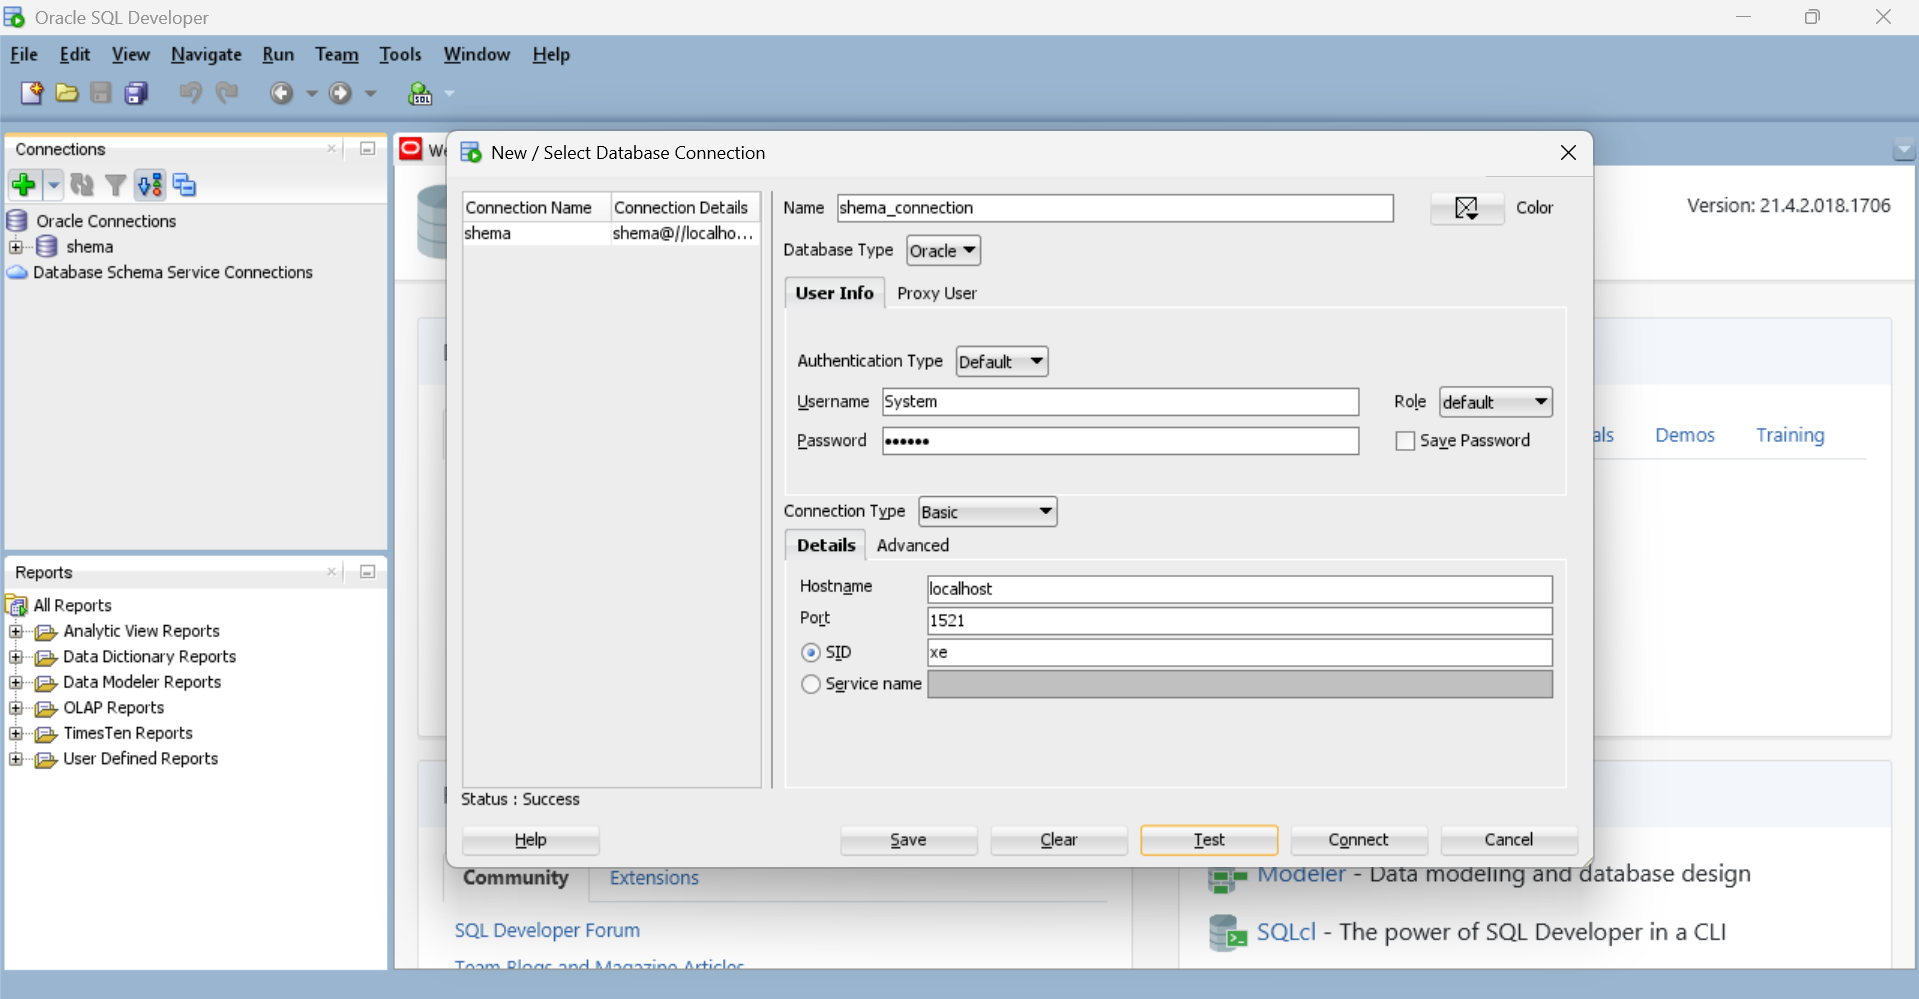 Oracle SQL Developer
File Edit View Navigate Run Team Tools Window Help
SQL
Connections
Oracle Connections
shema
Database Schema Service Connections
Reports
All Reports
Analytic View Reports
Data Dictionary Reports
Data Modeler Reports
OLAP Reports
TimesTen Reports
User Defined Reports
New / Select Database Connection
Connection Name Connection Details
shema shema@//localho...
Name shema_connection Color
Database Type Oracle
User Info Proxy User
Authentication Type Default
Username System Role default
Password •••••• Save Password
Connection Type Basic
Details Advanced
Hostname localhost
Port 1521
SID xe
Service name
Status : Success
Help Save Clear Test Connect Cancel
Version: 21.4.2.018.1706
Demos Training
Community Extensions
SQL Developer Forum
Team Blogs and Magazine Articles
Modeler - Data modeling and database design
SQLcl - The power of SQL Developer in a CLI